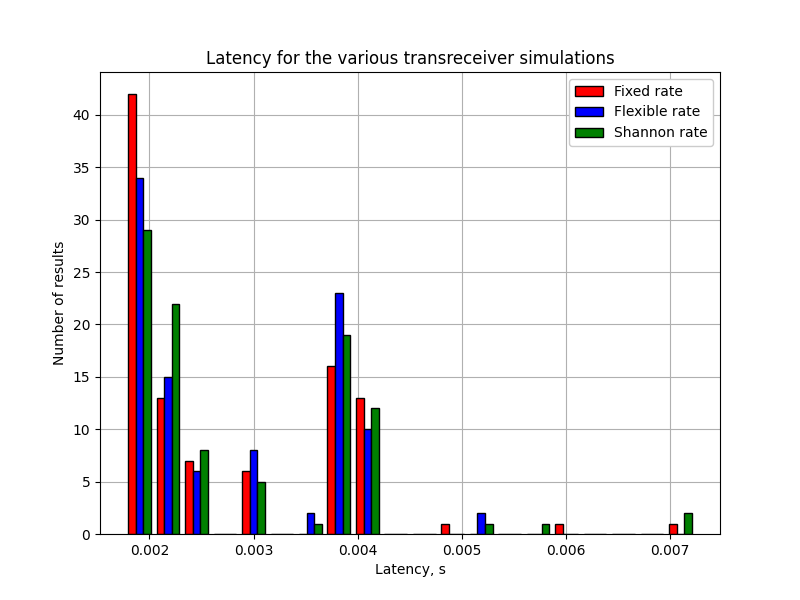 Latency for the various transreceiver simulations
Fixed rate
Flexible rate
Shannon rate
Number of results
40
35
30
25
20
15
10
5
0
0.002 0.003 0.004 0.005 0.006 0.007
Latency, s